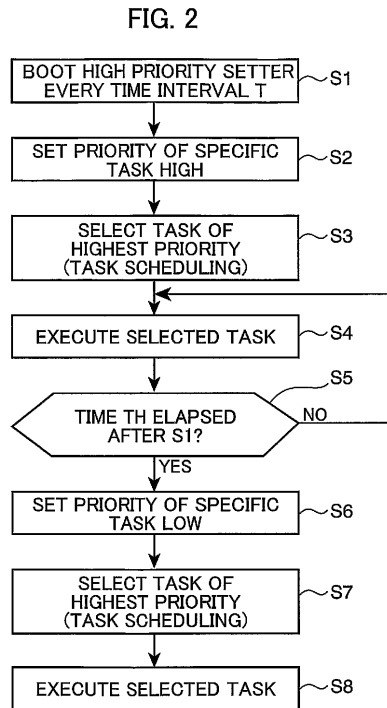 FIG. 2
BOOT HIGH PRIORITY SETTER
EVERY TIME INTERVAL T
S1
SET PRIORITY OF SPECIFIC
TASK HIGH
S2
SELECT TASK OF
HIGHEST PRIORITY
(TASK SCHEDULING)
S3
EXECUTE SELECTED TASK
S4
S5
TIME TH ELAPSED
AFTER S1?
NO
YES
SET PRIORITY OF SPECIFIC
TASK LOW
S6
SELECT TASK OF
HIGHEST PRIORITY
(TASK SCHEDULING)
S7
EXECUTE SELECTED TASK
S8